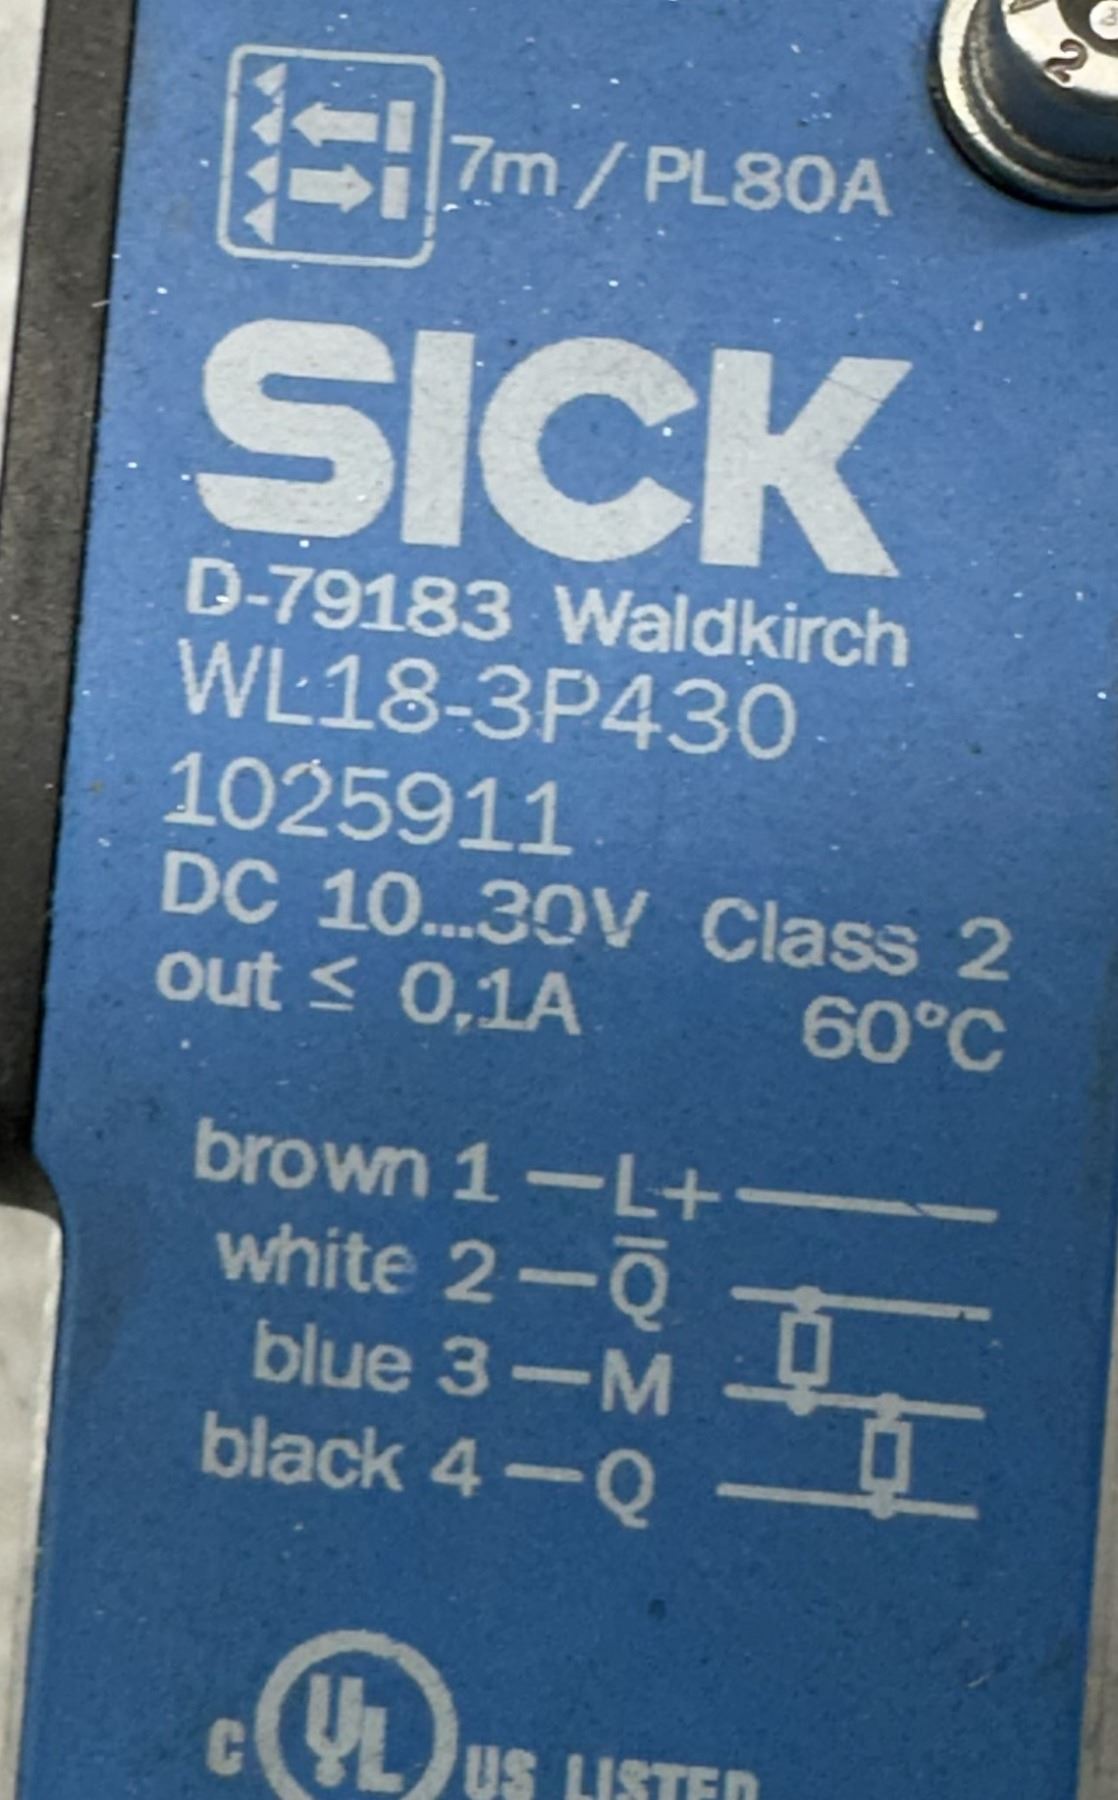 2
7m / PL80A
SICK
D-79183 Waldkirch
WL18-3P430
1025911
DC 10...30V Class 2
out ≤ 0,1A 60°C
brown 1 — L+
white 2 — Q̅
blue 3 — M
black 4 — Q
C UL US LISTED